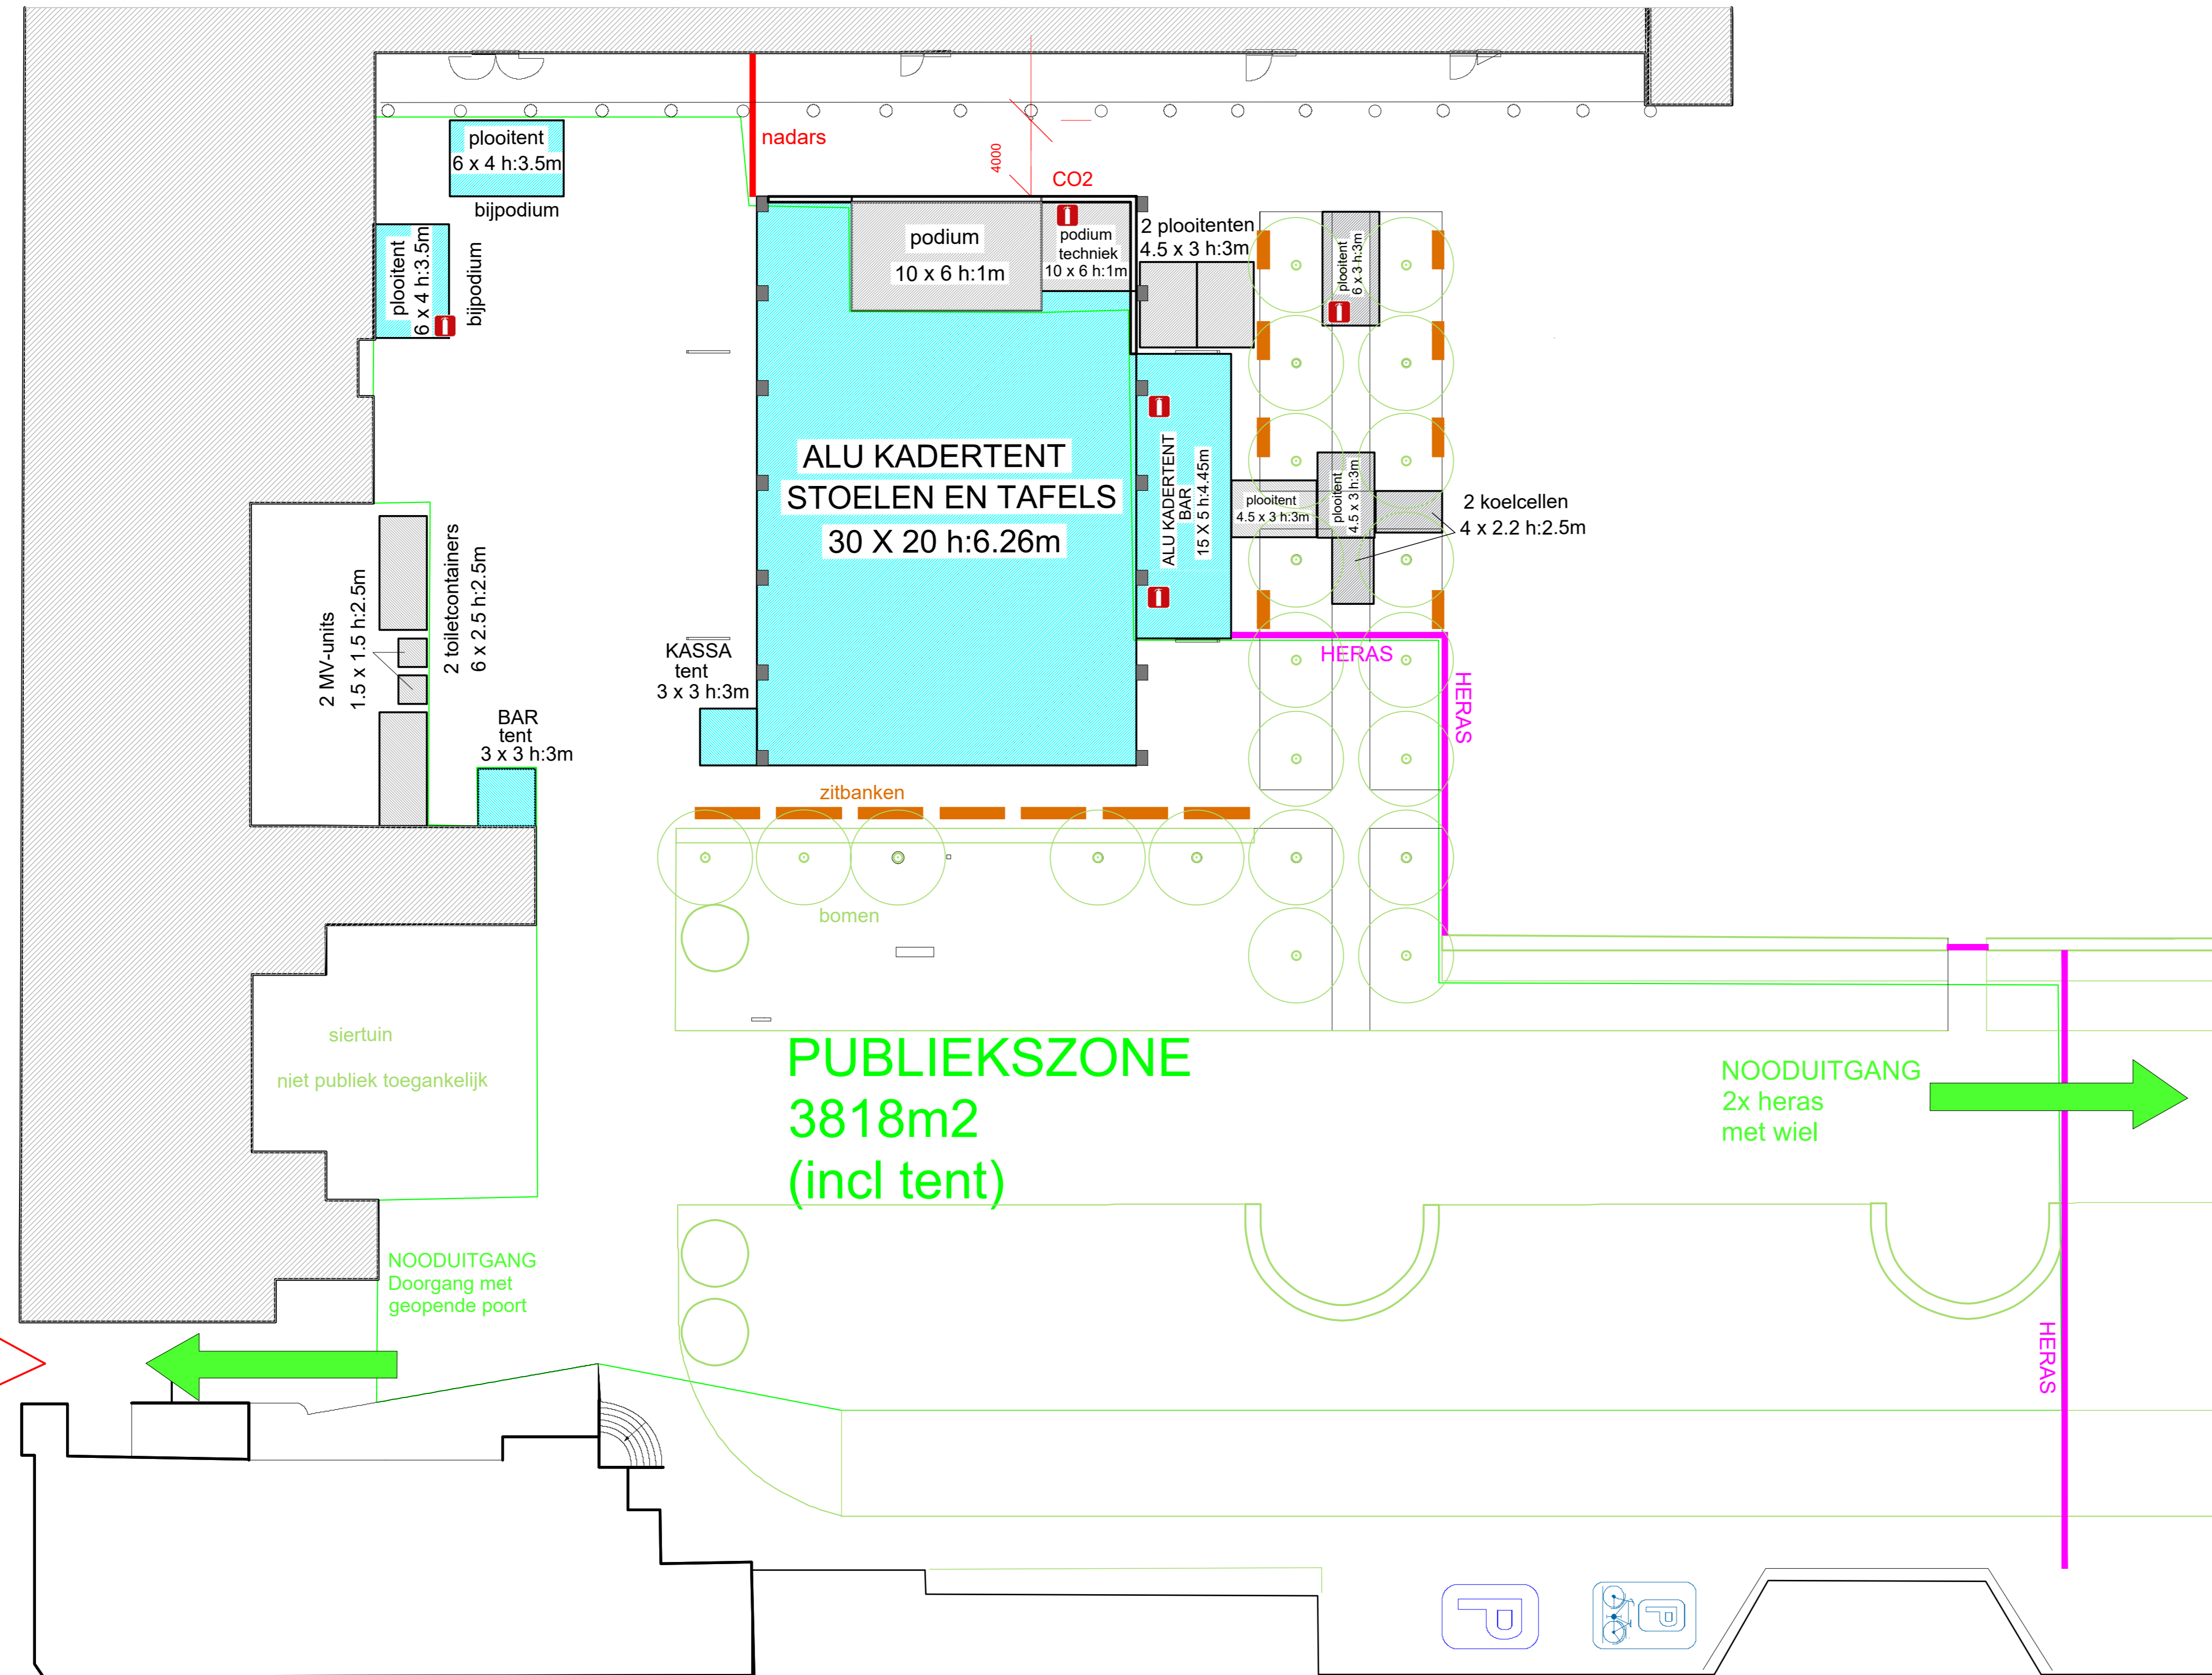 plooitent
6 x 4 h:3.5m
bijpodium
plooitent
6 x 4 h:3.5m
bijpodium
nadars
4000
CO2
podium
10 x 6 h:1m
podium
techniek
10 x 6 h:1m
2 plooitenten
4.5 x 3 h:3m
plooitent
6 x 3 h:3m
ALU KADERTENT
STOELEN EN TAFELS
30 X 20 h:6.26m
ALU KADERTENT
BAR
15 X 5 h:4.45m
plooitent
4.5 x 3 h:3m
plooitent
4.5 x 3 h:3m
2 koelcellen
4 x 2.2 h:2.5m
2 MV-units
1.5 x 1.5 h:2.5m
2 toiletcontainers
6 x 2.5 h:2.5m
KASSA
tent
3 x 3 h:3m
BAR
tent
3 x 3 h:3m
HERAS
HERAS
zitbanken
bomen
siertuin
niet publiek toegankelijk
PUBLIEKSZONE
3818m2
(incl tent)
NOODUITGANG
2x heras
met wiel
NOODUITGANG
Doorgang met
geopende poort
HERAS
P
P